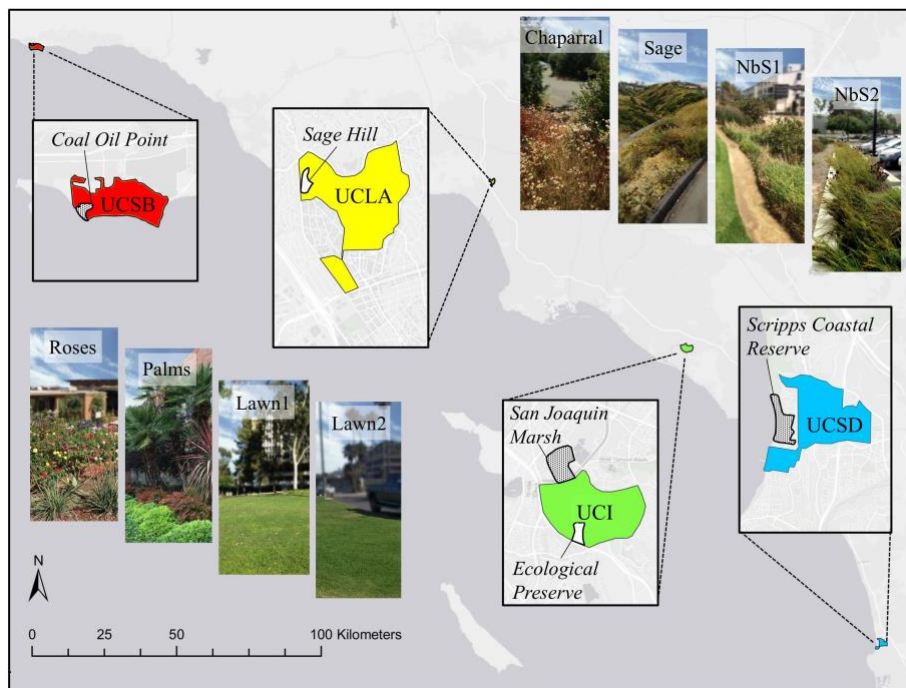 Chaparral
Sage
NbS1
NbS2
Coal Oil Point
UCSB
Sage Hill
UCLA
Scripps Coastal
Reserve
UCSD
Roses
Palms
Lawn1
Lawn2
San Joaquin
Marsh
UCI
Ecological
Preserve
N
0 25 50 100 Kilometers